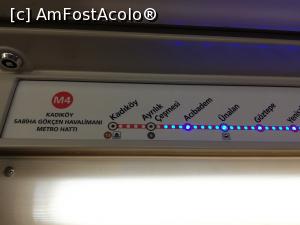 [c] AmFostAcolo®
M4
KADIKÖY
SABİHA GÖKÇEN HAVALİMANI
METRO HATTI
Kadıköy
Ayrılık
Çeşmesi
Acıbadem
Ünalan
Göztepe